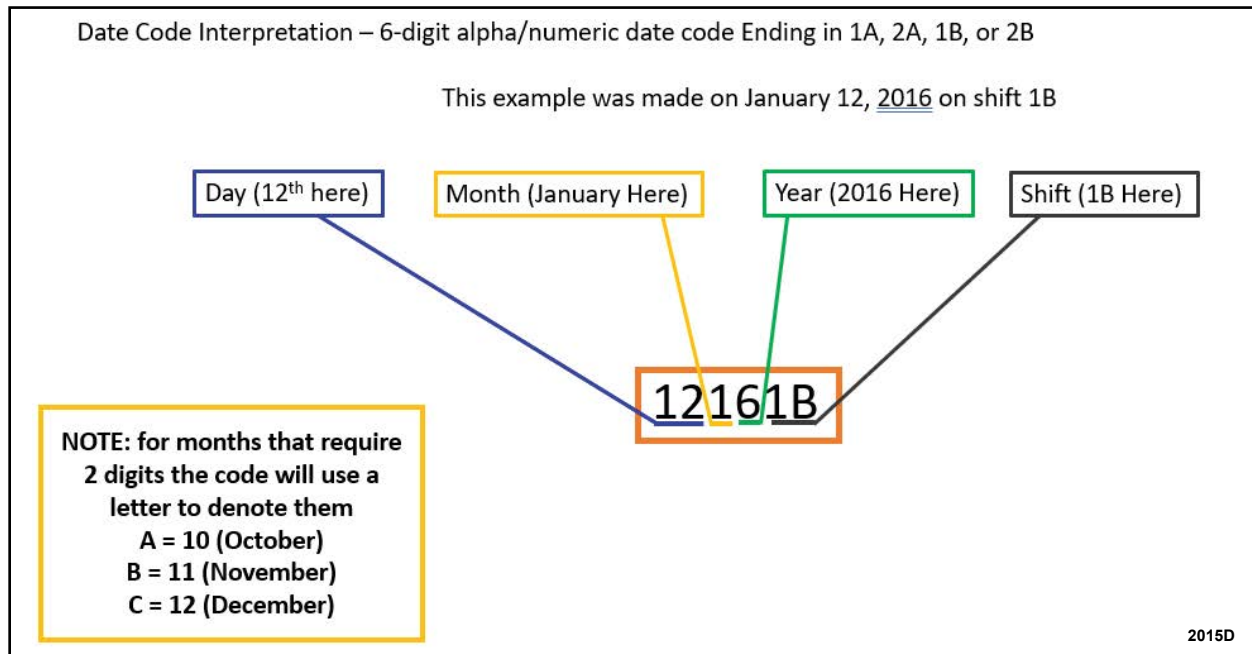 Date Code Interpretation – 6-digit alpha/numeric date code Ending in 1A, 2A, 1B, or 2B
This example was made on January 12, 2016 on shift 1B
Day (12th here)
Month (January Here)
Year (2016 Here)
Shift (1B Here)
12161B
NOTE: for months that require
2 digits the code will use a
letter to denote them
A = 10 (October)
B = 11 (November)
C = 12 (December)
2015D